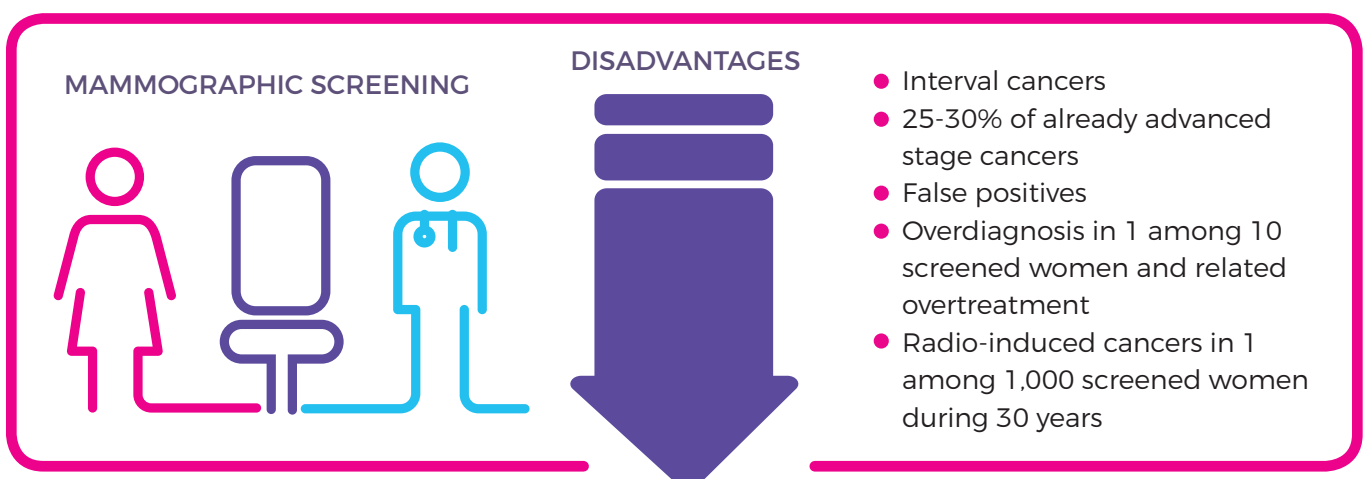 MAMMOGRAPHIC SCREENING
DISADVANTAGES
Interval cancers
25-30% of already advanced
stage cancers
False positives
Overdiagnosis in 1 among 10
screened women and related
overtreatment
Radio-induced cancers in 1
among 1,000 screened women
during 30 years